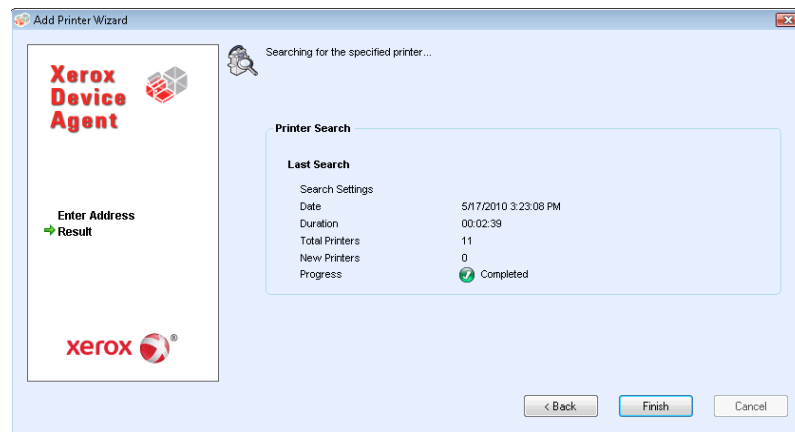 Add Printer Wizard
Xerox
Device
Agent
Enter Address
Result
xerox ®
Searching for the specified printer...
Printer Search
Last Search
Search Settings
Date 5/17/2010 3:23:08 PM
Duration 00:02:39
Total Printers 11
New Printers 0
Progress Completed
< Back Finish Cancel